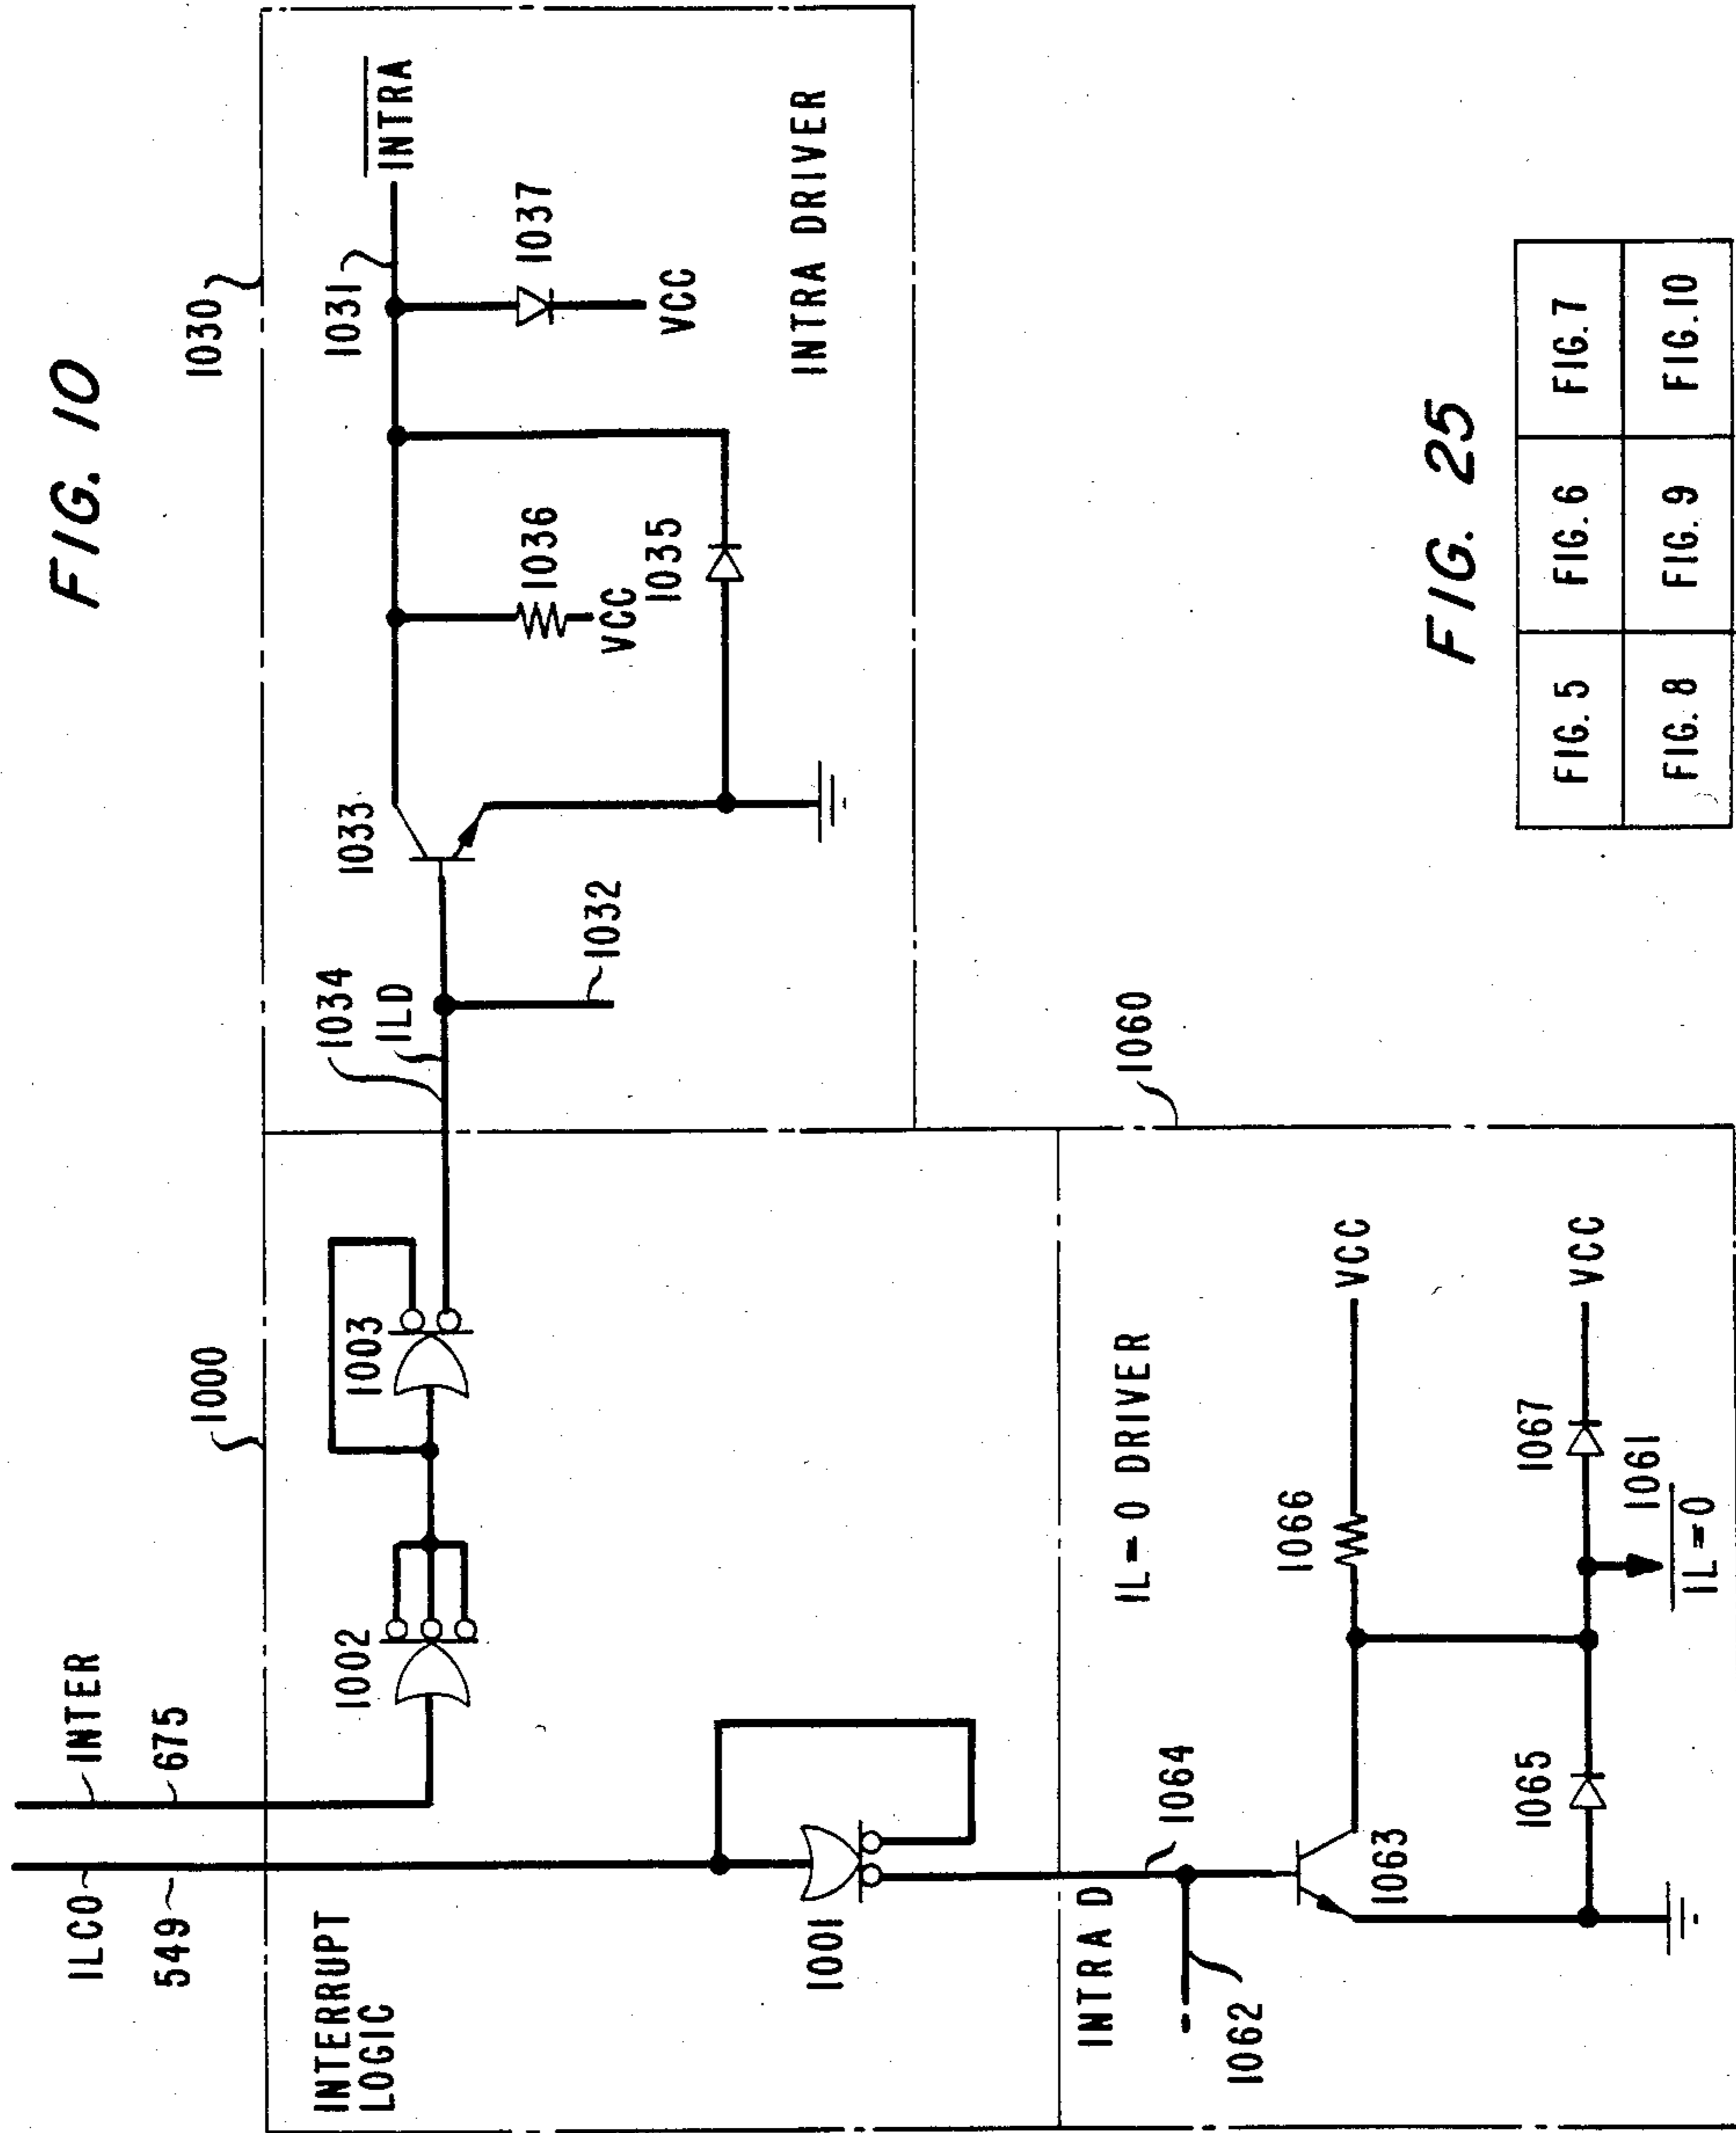 FIG. 10
ILC0
INTER
549
675
1000
1030
INTERRUPT
LOGIC
1001
1002
1003
1034
ILD
1032
1033
1031
INTRA
1036
VCC
1035
1037
VCC
INTRA DRIVER
INTRA D
1064
1062
1060
IL=0 DRIVER
1063
1065
1066
VCC
1067
VCC
1061
IL=0
FIG. 25
FIG. 5 FIG. 6 FIG. 7
FIG. 8 FIG. 9 FIG. 10